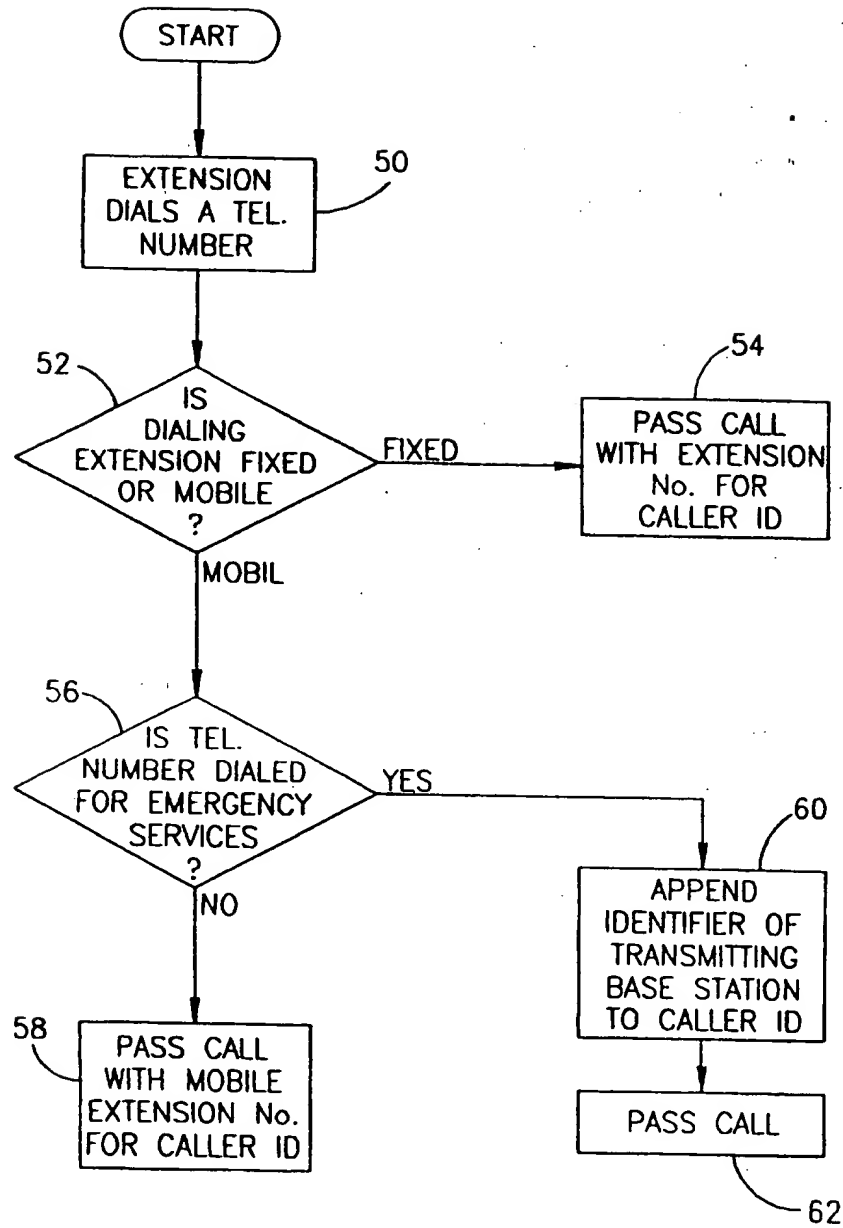 START
EXTENSION
DIALS A TEL.
NUMBER
50
52
IS
DIALING
EXTENSION FIXED
OR MOBILE
?
FIXED
54
PASS CALL
WITH EXTENSION
No. FOR
CALLER ID
MOBIL
56
IS TEL.
NUMBER DIALED
FOR EMERGENCY
SERVICES
?
YES
NO
60
APPEND
IDENTIFIER OF
TRANSMITTING
BASE STATION
TO CALLER ID
58
PASS CALL
WITH MOBILE
EXTENSION No.
FOR CALLER ID
PASS CALL
62